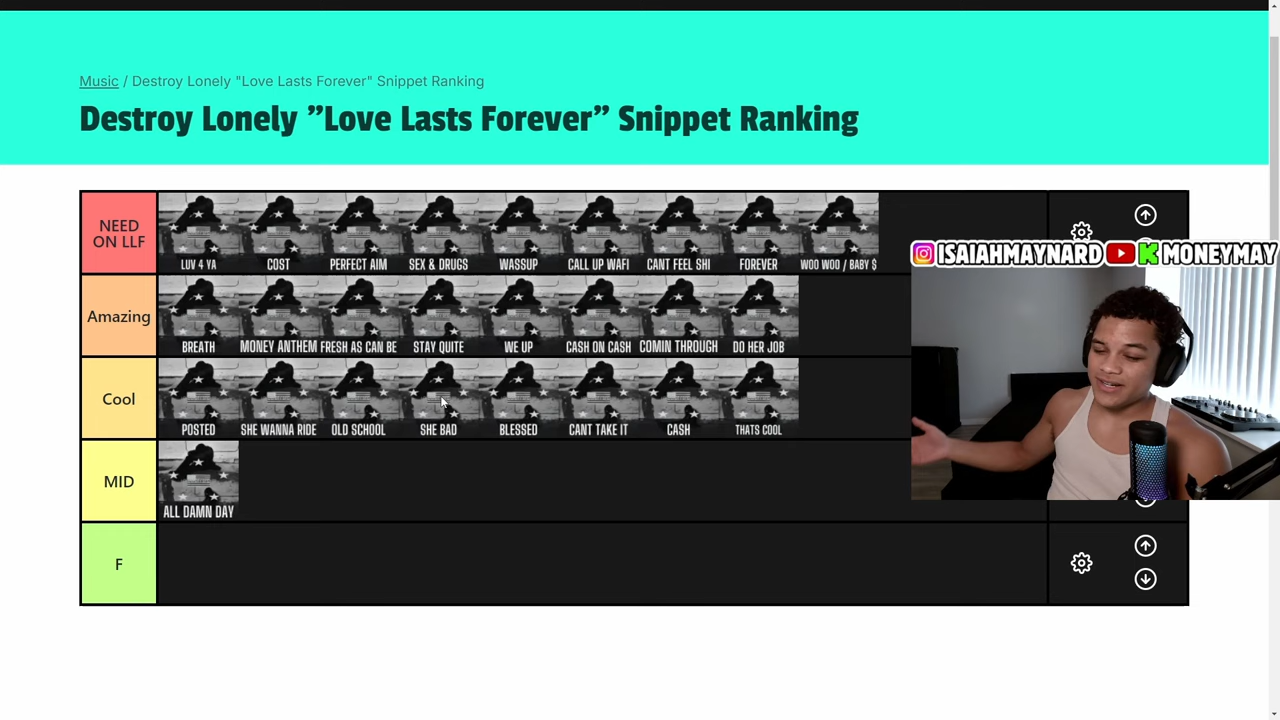 Music / Destroy Lonely "Love Lasts Forever" Snippet Ranking
Destroy Lonely ”Love Lasts Forever” Snippet Ranking
NEED
ON LLF
LUV 4 YA
COST
PERFECT AIM
SEX & DRUGS
WASSUP
CALL UP WAFI
CANT FEEL SHI
FOREVER
WOO WOO / BABY $
ISAIAHMAYNARD
K MONEYMAY
Amazing
BREATH
MONEY ANTHEM
FRESH AS CAN BE
STAY QUITE
WE UP
CASH ON CASH
COMIN THROUGH
DO HER JOB
Cool
POSTED
SHE WANNA RIDE
OLD SCHOOL
SHE BAD
BLESSED
CANT TAKE IT
CASH
THATS COOL
MID
ALL DAMN DAY
F